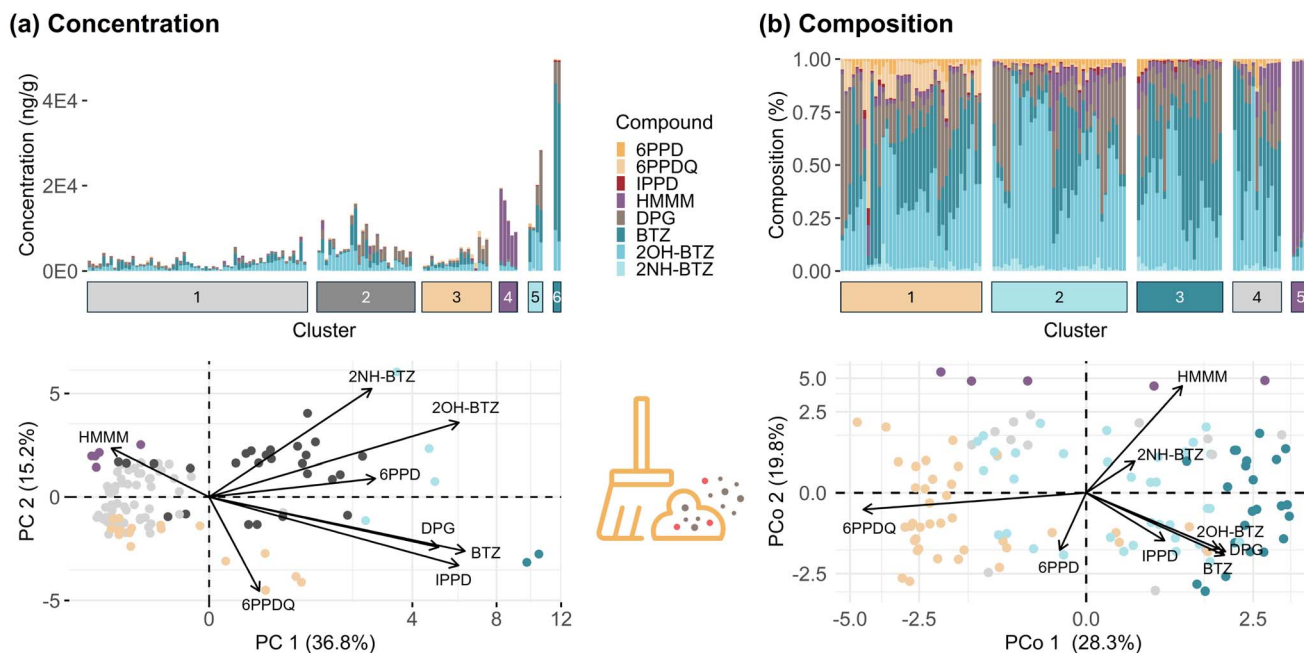 (a) Concentration
(b) Composition
Concentration (ng/g)
4E4
2E4
0E0
1
2
3
4
5
6
Cluster
Compound
6PPD
6PPDQ
IPPD
HMMM
DPG
BTZ
2OH-BTZ
2NH-BTZ
Composition (%)
1.00
0.75
0.50
0.25
0.00
1
2
3
4
5
Cluster
PC 2 (15.2%)
5
0
-5
HMMM
2NH-BTZ
2OH-BTZ
6PPD
DPG
BTZ
IPPD
6PPDQ
0
4
8
12
PC 1 (36.8%)
PCo 2 (19.8%)
5.0
2.5
0.0
-2.5
HMMM
2NH-BTZ
6PPDQ
6PPD
IPPD
2OH-BTZ
DPG
BTZ
-5.0
-2.5
0.0
2.5
PCo 1 (28.3%)